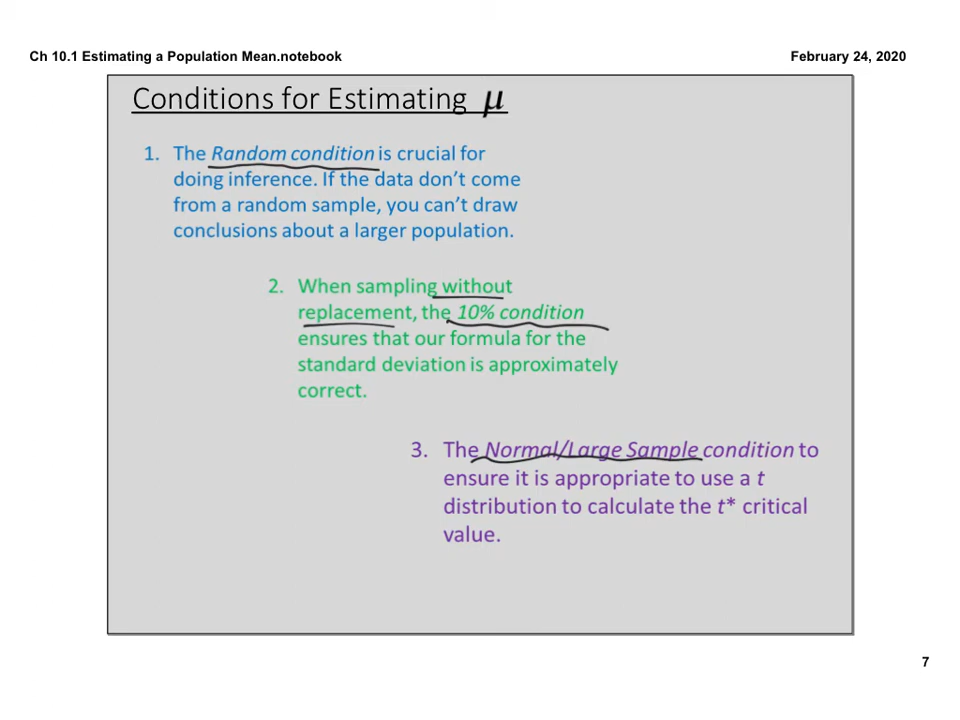 Ch 10.1 Estimating a Population Mean.notebook
February 24, 2020
Conditions for Estimating μ
1. The Random condition is crucial for
doing inference. If the data don’t come
from a random sample, you can’t draw
conclusions about a larger population.
2. When sampling without
replacement, the 10% condition
ensures that our formula for the
standard deviation is approximately
correct.
3. The Normal/Large Sample condition to
ensure it is appropriate to use a t
distribution to calculate the t* critical
value.
7